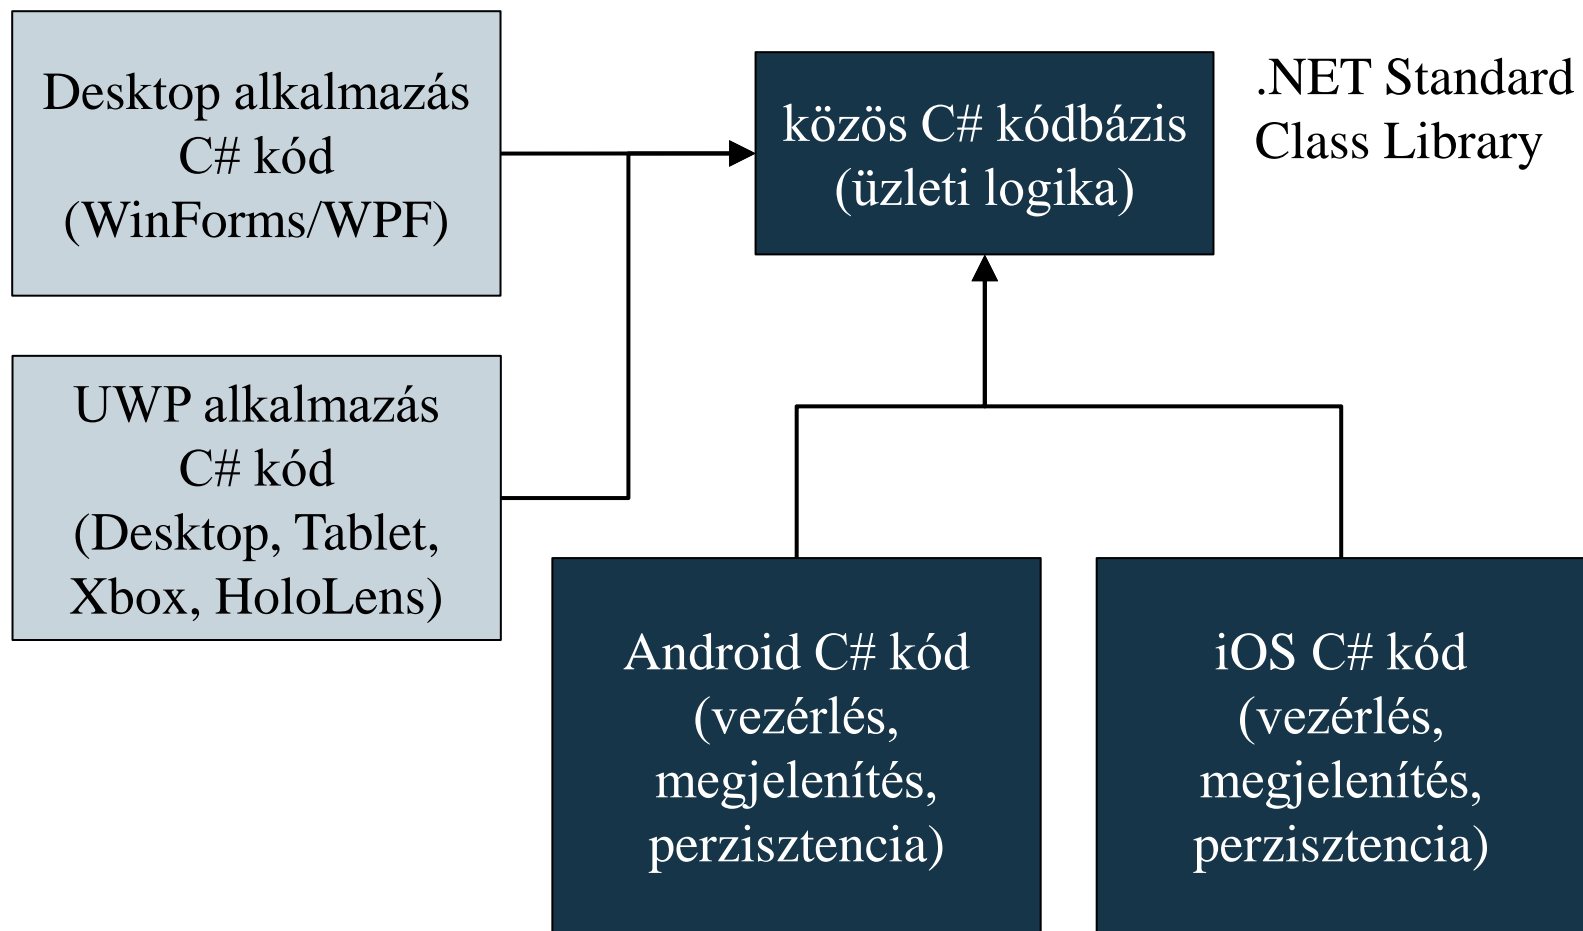 Desktop alkalmazás
C# kód
(WinForms/WPF)
közös C# kódbázis
(üzleti logika)
.NET Standard
Class Library
UWP alkalmazás
C# kód
(Desktop, Tablet,
Xbox, HoloLens)
Android C# kód
(vezérlés,
megjelenítés,
perzisztencia)
iOS C# kód
(vezérlés,
megjelenítés,
perzisztencia)